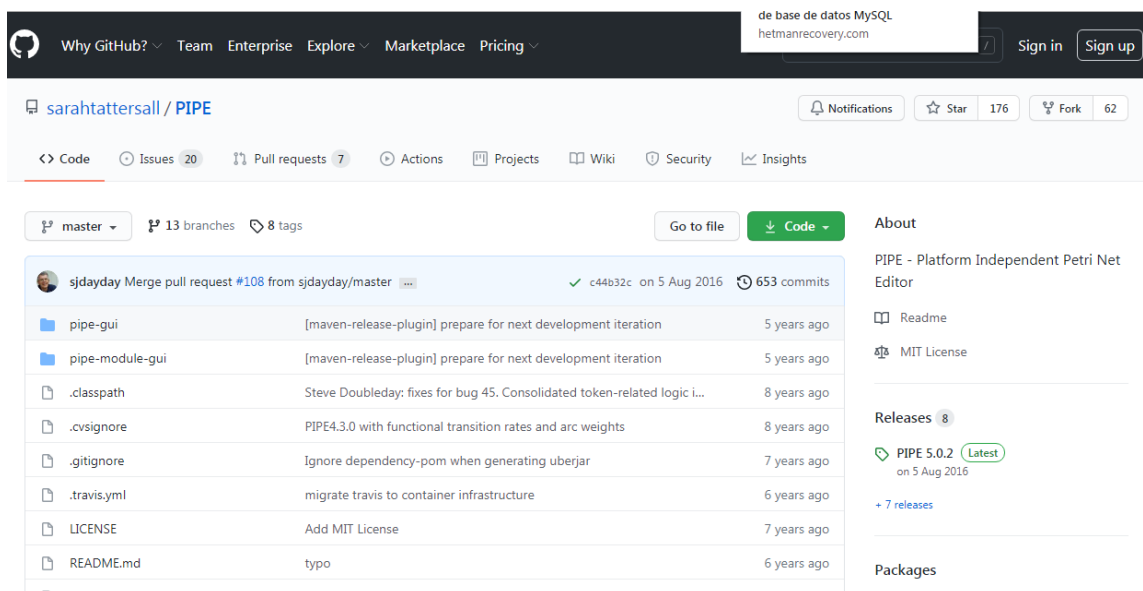 de base de datos MySQL
hetmanrecovery.com
Why GitHub? Team Enterprise Explore Marketplace Pricing / Sign in Sign up
sarahtattersall / PIPE Notifications Star 176 Fork 62
Code Issues 20 Pull requests 7 Actions Projects Wiki Security Insights
master 13 branches 8 tags Go to file Code
About
PIPE - Platform Independent Petri Net
Editor
Readme
MIT License
Releases 8
PIPE 5.0.2 Latest
on 5 Aug 2016
+ 7 releases
Packages
sjdayday Merge pull request #108 from sjdayday/master ... c44b32c on 5 Aug 2016 653 commits
pipe-gui [maven-release-plugin] prepare for next development iteration 5 years ago
pipe-module-gui [maven-release-plugin] prepare for next development iteration 5 years ago
.classpath Steve Doubleday: fixes for bug 45. Consolidated token-related logic i... 8 years ago
.cvsignore PIPE4.3.0 with functional transition rates and arc weights 8 years ago
.gitignore Ignore dependency-pom when generating uberjar 7 years ago
.travis.yml migrate travis to container infrastructure 6 years ago
LICENSE Add MIT License 7 years ago
README.md typo 6 years ago